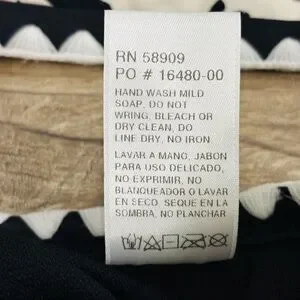 RN 58909
PO # 16480-00
HAND WASH MILD
SOAP. DO NOT
WRING, BLEACH OR
DRY CLEAN, DO
LINE DRY, NO IRON
LAVAR A MANO, JABON
PARA USO DELICADO,
NO EXPRIMIR, NO
BLANQUEADOR O LAVAR
EN SECO. SEQUE EN LA
SOMBRA, NO PLANCHAR